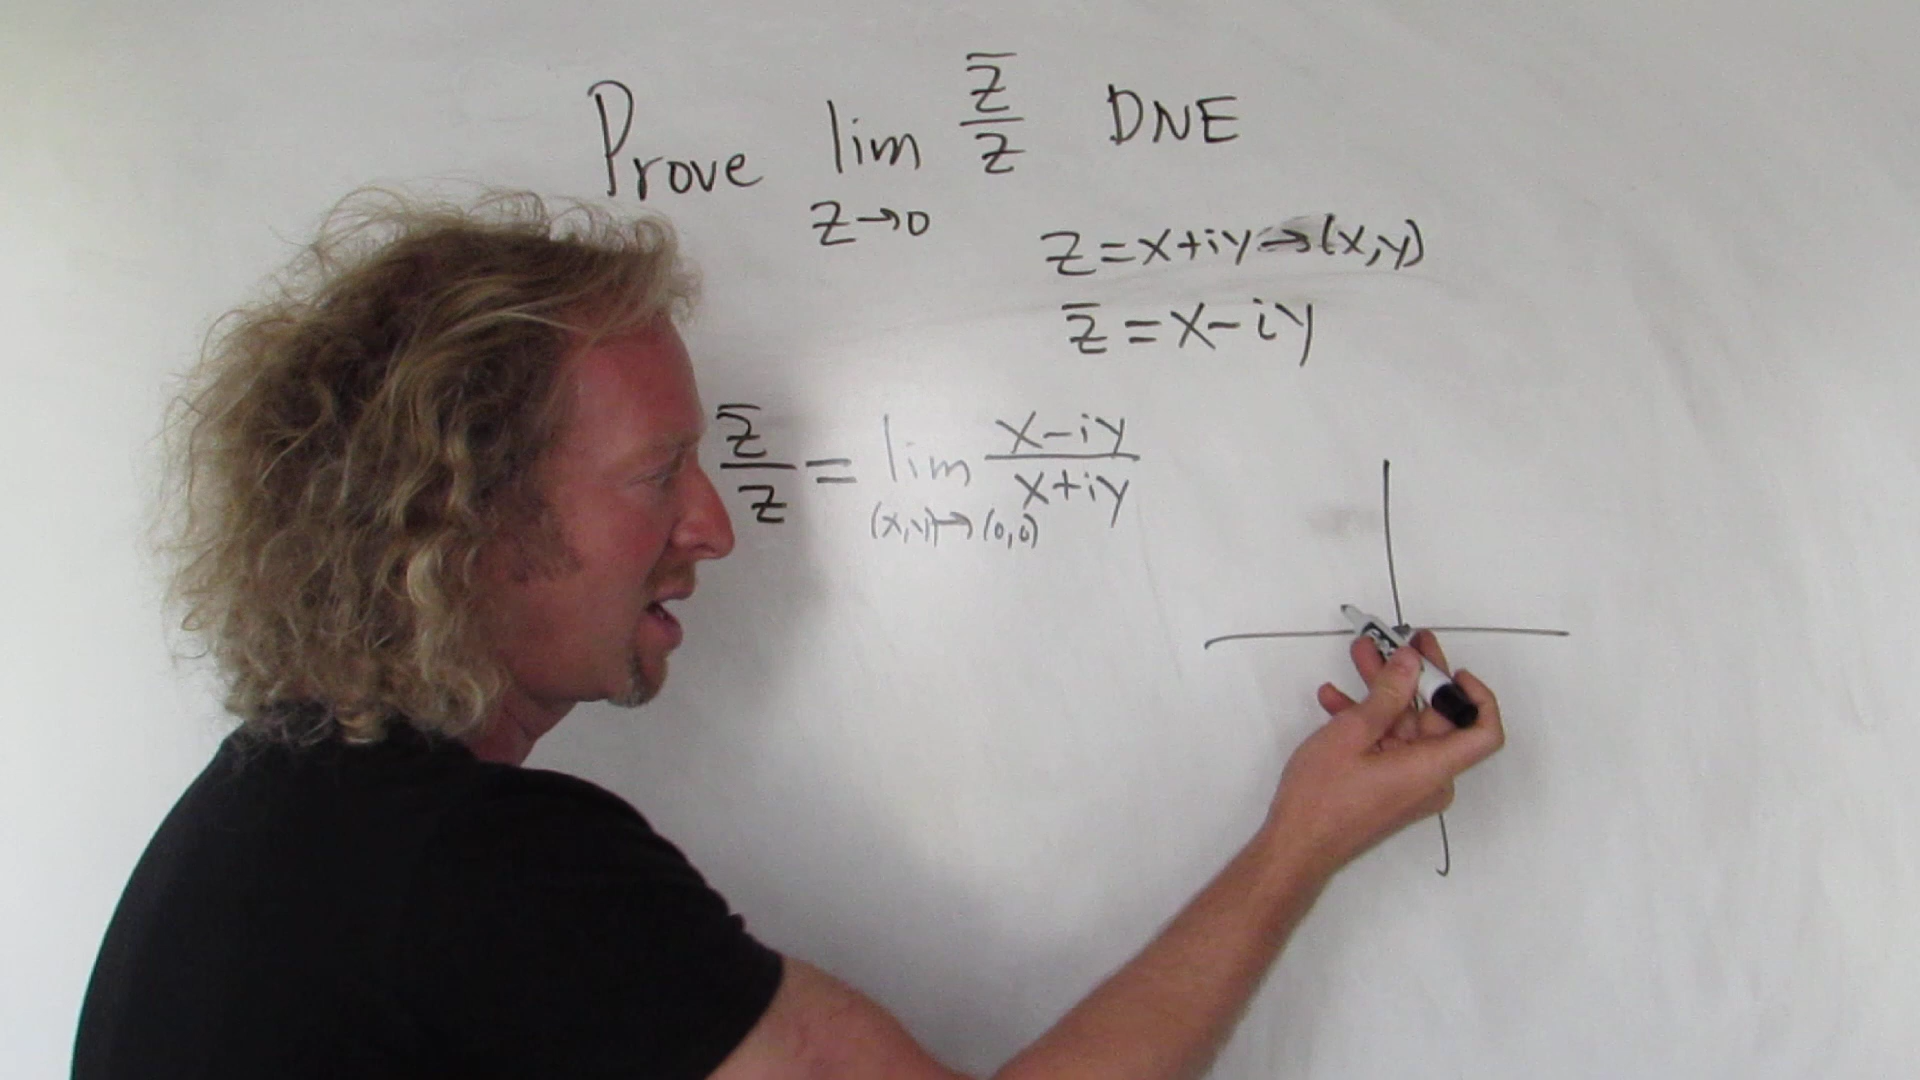 Prove lim z̅/z DNE
z→0
z=x+iy→(x,y)
z̅=x-iy
z̅/z = lim x-iy/x+iy
(x,y)→(0,0)